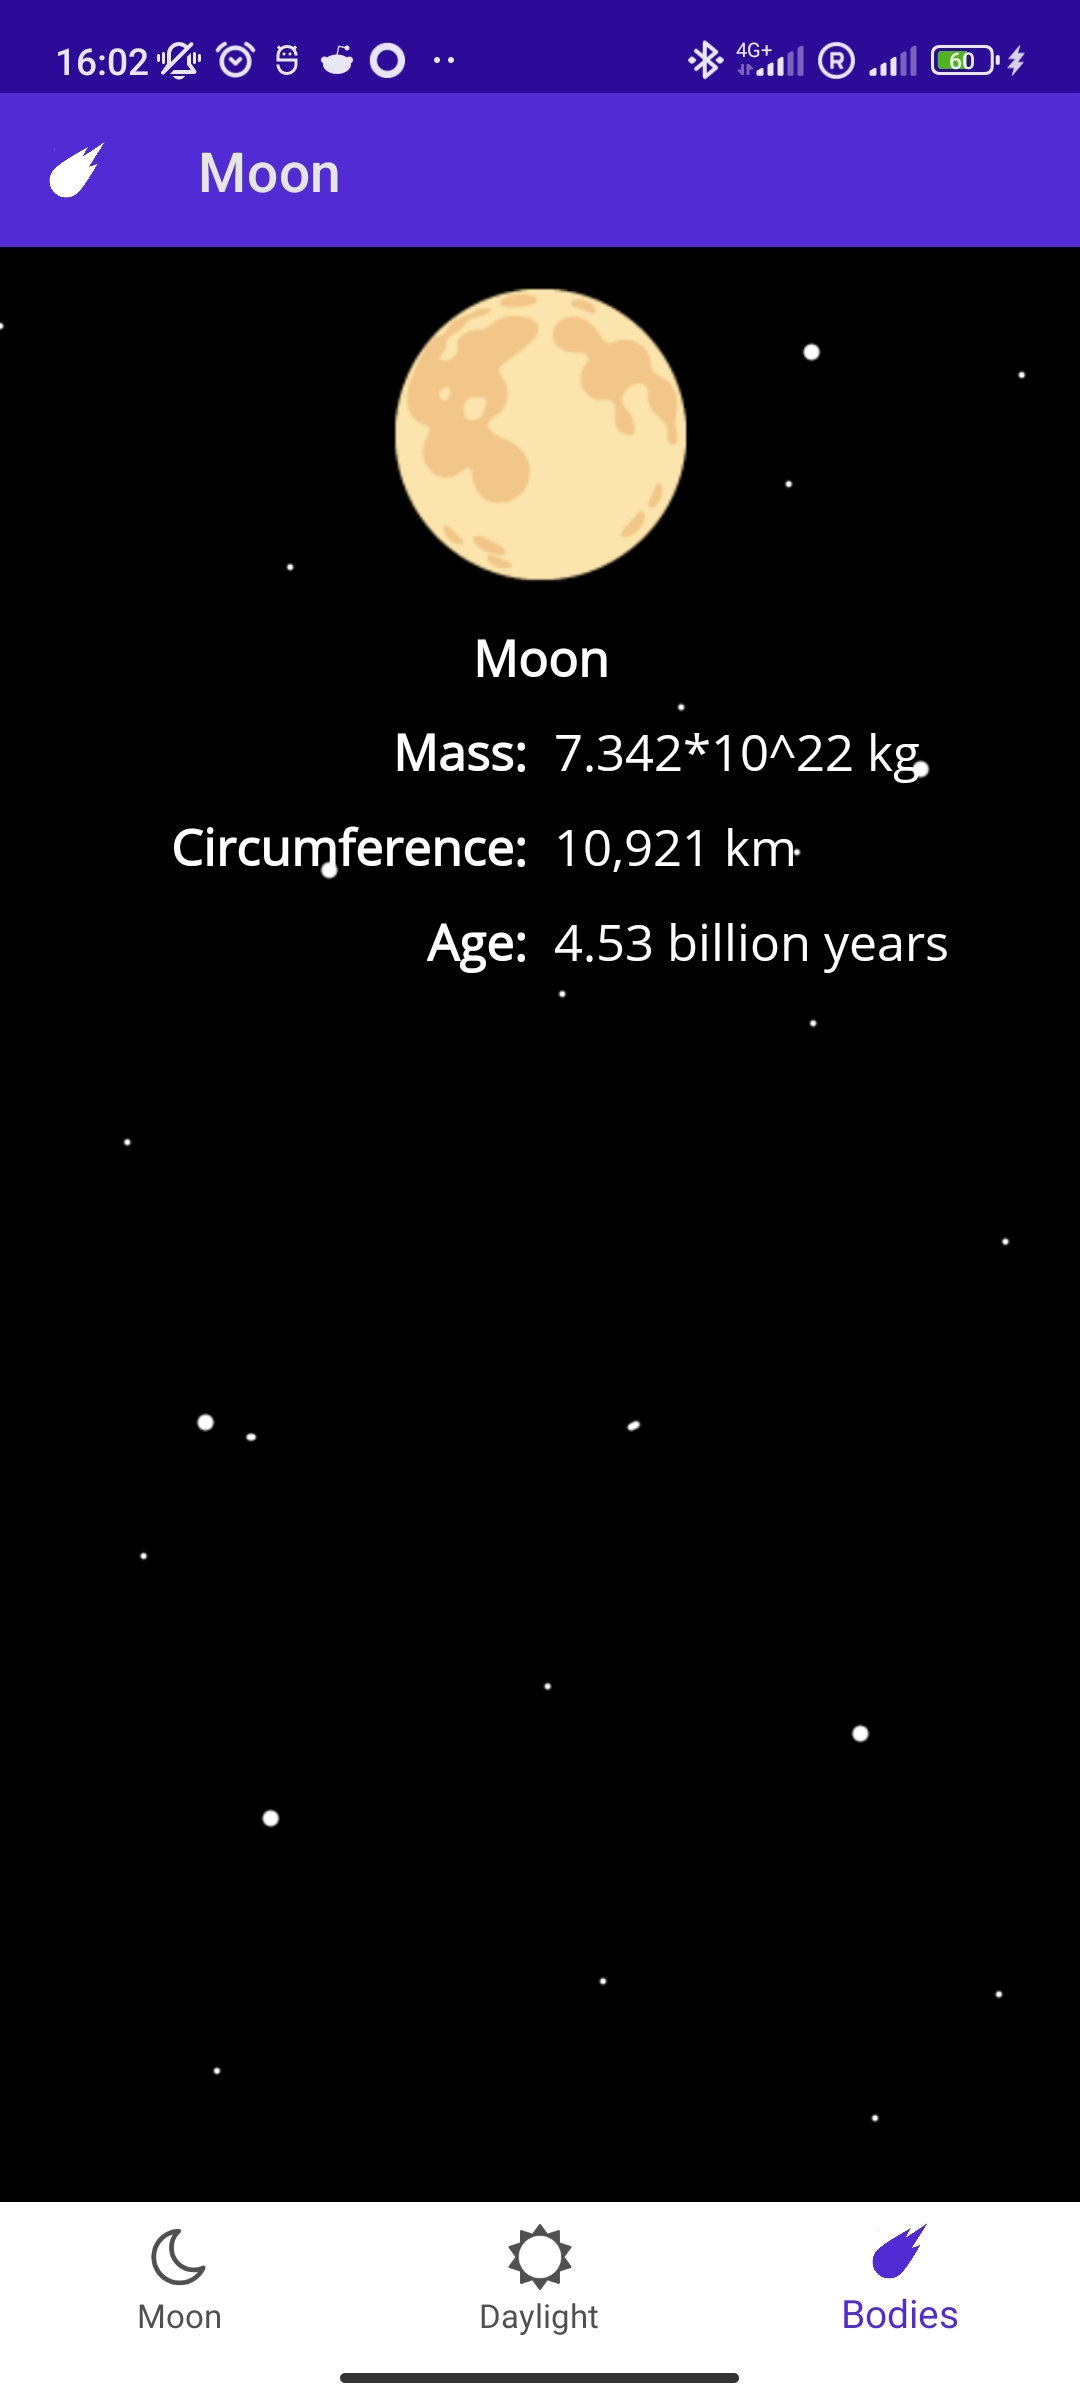 16:02
4G+
R
60
Moon
Moon
Mass: 7.342*10^22 kg
Circumference: 10,921 km
Age: 4.53 billion years
Moon
Daylight
Bodies